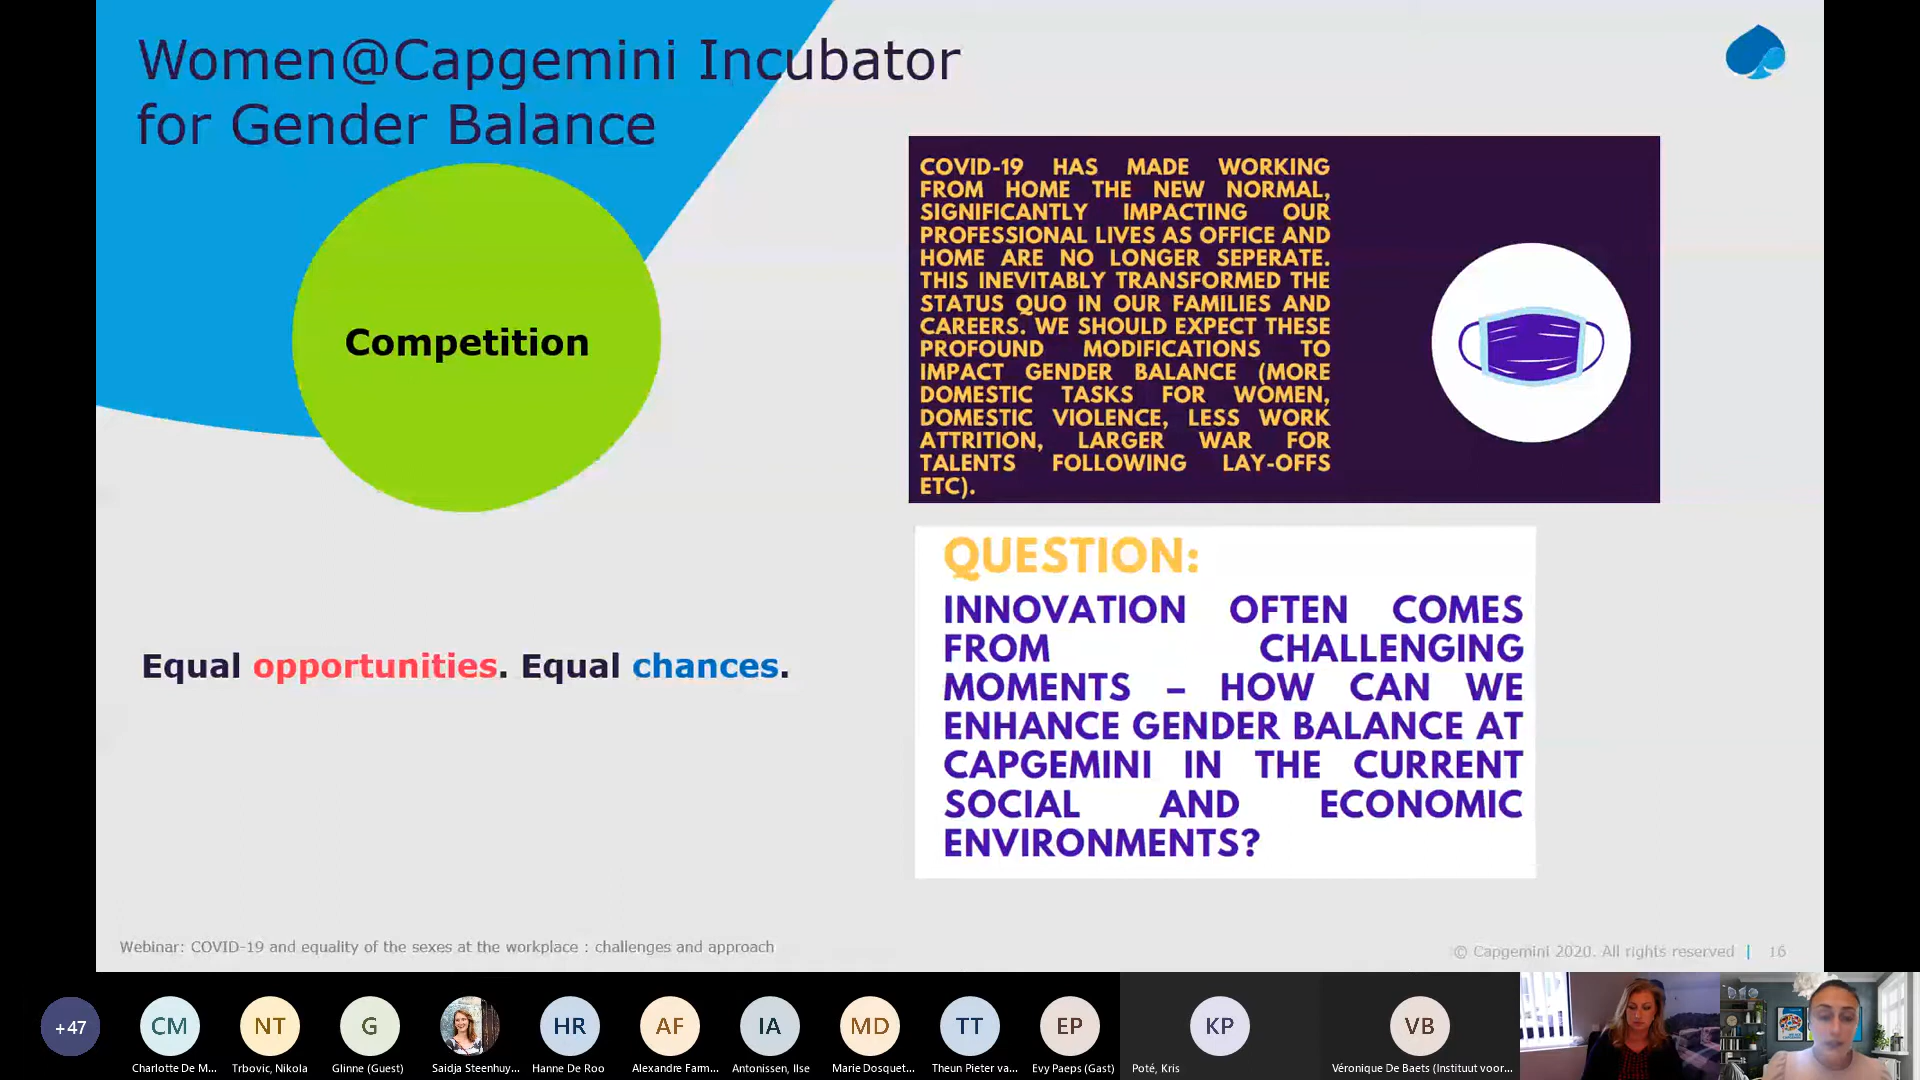 Women@Capgemini Incubator
for Gender Balance
Competition
Equal opportunities. Equal chances.
COVID-19 HAS MADE WORKING
FROM HOME THE NEW NORMAL,
SIGNIFICANTLY IMPACTING OUR
PROFESSIONAL LIVES AS OFFICE AND
HOME ARE NO LONGER SEPERATE.
THIS INEVITABLY TRANSFORMED THE
STATUS QUO IN OUR FAMILIES AND
CAREERS. WE SHOULD EXPECT THESE
PROFOUND MODIFICATIONS TO
IMPACT GENDER BALANCE (MORE
DOMESTIC TASKS FOR WOMEN,
DOMESTIC VIOLENCE, LESS WORK
ATTRITION, LARGER WAR FOR
TALENTS FOLLOWING LAY-OFFS
ETC).
QUESTION:
INNOVATION OFTEN COMES
FROM CHALLENGING
MOMENTS – HOW CAN WE
ENHANCE GENDER BALANCE AT
CAPGEMINI IN THE CURRENT
SOCIAL AND ECONOMIC
ENVIRONMENTS?
Webinar: COVID-19 and equality of the sexes at the workplace : challenges and approach
© Capgemini 2020. All rights reserved | 16
+47 CM NT G HR AF IA MD TT EP KP VB
Charlotte De M... Trbovic, Nikola Glinne (Guest) Saidja Steenhuy... Hanne De Roo Alexandre Fam... Antonissen, Ilse Marie Dosquet... Theun Pieter va... Evy Paeps (Gast) Poté, Kris Véronique De Baets (Instituut voor...